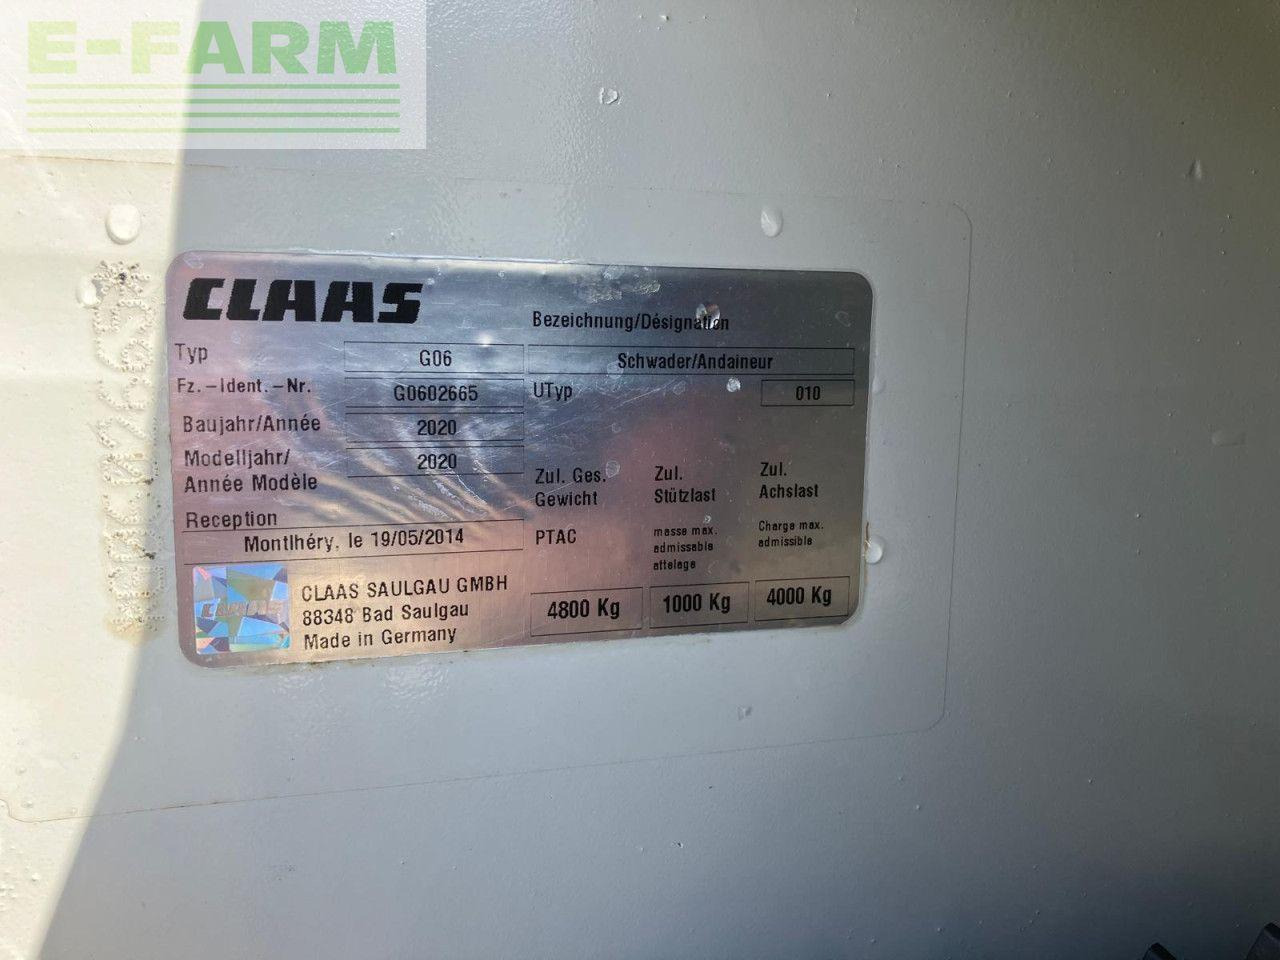 E-FARM
CLAAS
Bezeichnung/Désignation
Typ G06 Schwader/Andaineur
Fz.-Ident.-Nr. G0602665 UTyp 010
Baujahr/Année 2020
Modelljahr/
Année Modèle 2020
Zul. Ges.
Gewicht
PTAC
4800 Kg
Zul.
Stützlast
masse max.
admissable
attelage
1000 Kg
Zul.
Achslast
Charge max.
admissible
4000 Kg
Reception
Montlhéry, le 19/05/2014
CLAAS
CLAAS SAULGAU GMBH
88348 Bad Saulgau
Made in Germany